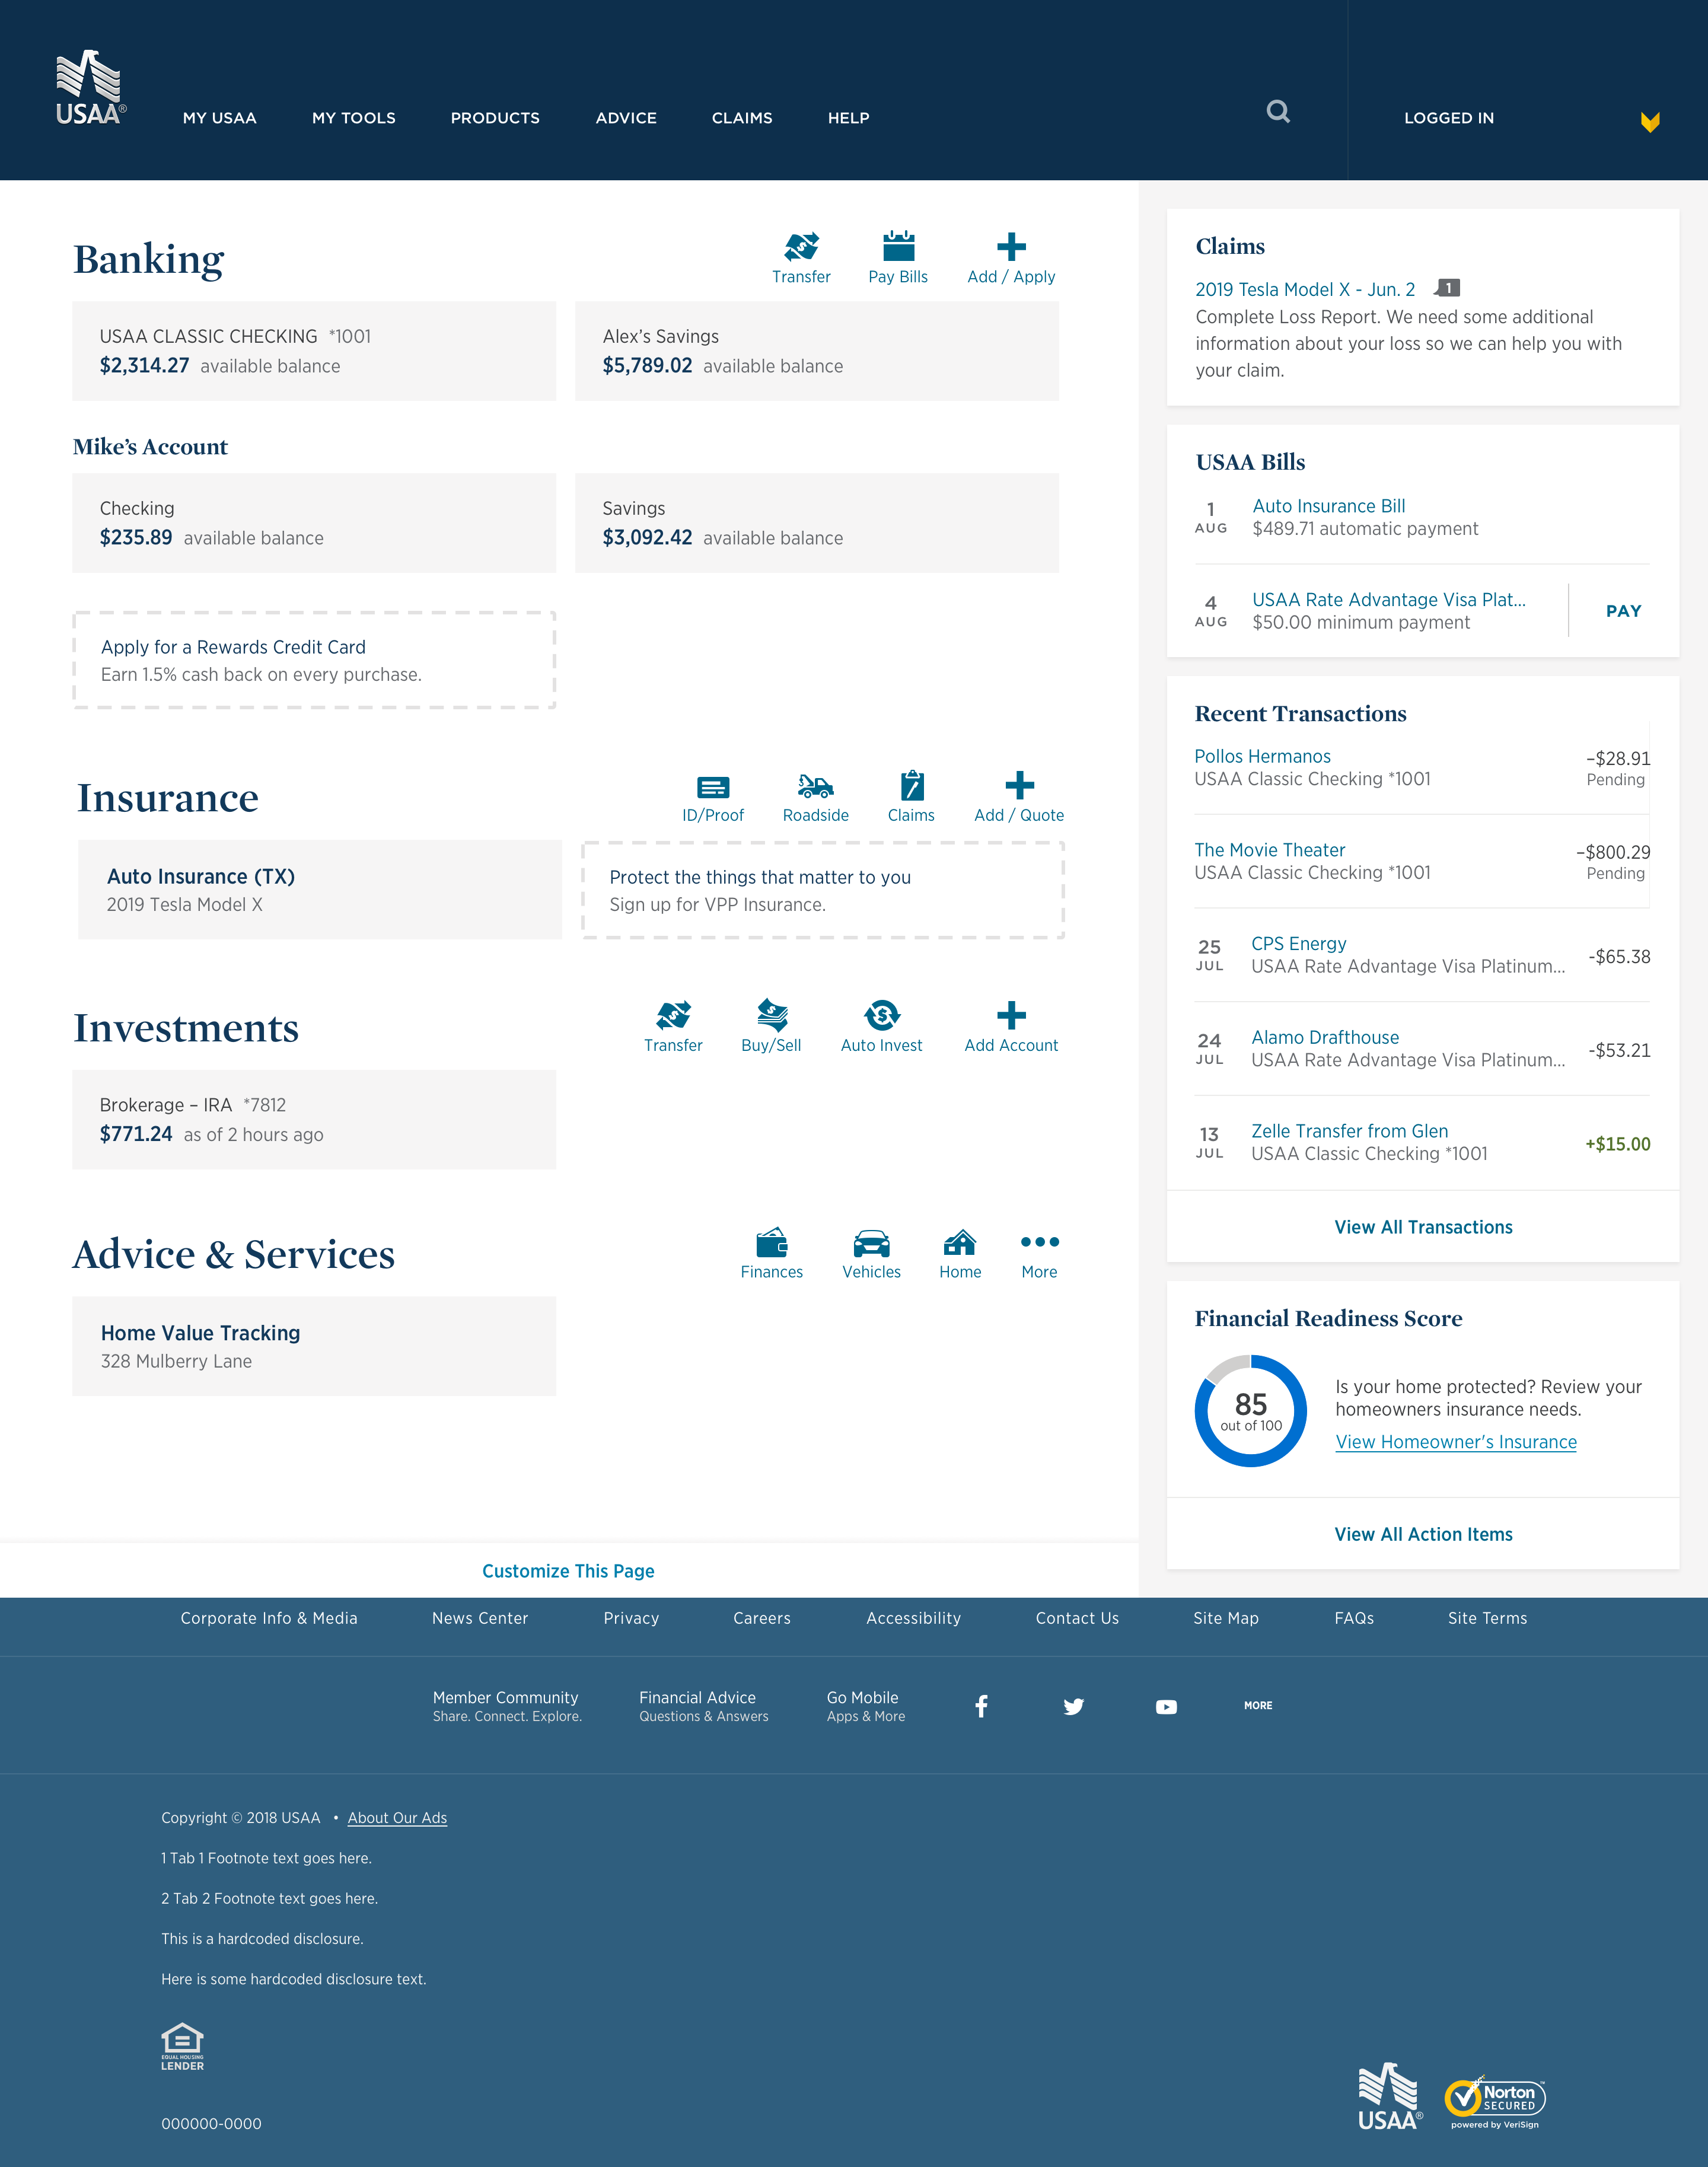 USAA®
MY USAA
MY TOOLS
PRODUCTS
ADVICE
CLAIMS
HELP
LOGGED IN
Banking
Transfer
Pay Bills
Add / Apply
USAA CLASSIC CHECKING *1001
$2,314.27 available balance
Alex's Savings
$5,789.02 available balance
Mike's Account
Checking
$235.89 available balance
Savings
$3,092.42 available balance
Apply for a Rewards Credit Card
Earn 1.5% cash back on every purchase.
Insurance
ID/Proof
Roadside
Claims
Add / Quote
Auto Insurance (TX)
2019 Tesla Model X
Protect the things that matter to you
Sign up for VPP Insurance.
Investments
Transfer
Buy/Sell
Auto Invest
Add Account
Brokerage – IRA *7812
$771.24 as of 2 hours ago
Advice & Services
Finances
Vehicles
Home
More
Home Value Tracking
328 Mulberry Lane
Customize This Page
Claims
2019 Tesla Model X - Jun. 2 1
Complete Loss Report. We need some additional
information about your loss so we can help you with
your claim.
USAA Bills
1 AUG
Auto Insurance Bill
$489.71 automatic payment
4 AUG
USAA Rate Advantage Visa Plat...
$50.00 minimum payment
PAY
Recent Transactions
Pollos Hermanos
USAA Classic Checking *1001
–$28.91
Pending
The Movie Theater
USAA Classic Checking *1001
–$800.29
Pending
25 JUL
CPS Energy
USAA Rate Advantage Visa Platinum...
-$65.38
24 JUL
Alamo Drafthouse
USAA Rate Advantage Visa Platinum...
-$53.21
13 JUL
Zelle Transfer from Glen
USAA Classic Checking *1001
+$15.00
View All Transactions
Financial Readiness Score
85
out of 100
Is your home protected? Review your
homeowners insurance needs.
View Homeowner's Insurance
View All Action Items
Corporate Info & Media
News Center
Privacy
Careers
Accessibility
Contact Us
Site Map
FAQs
Site Terms
Member Community
Share. Connect. Explore.
Financial Advice
Questions & Answers
Go Mobile
Apps & More
MORE
Copyright © 2018 USAA • About Our Ads
1 Tab 1 Footnote text goes here.
2 Tab 2 Footnote text goes here.
This is a hardcoded disclosure.
Here is some hardcoded disclosure text.
EQUAL HOUSING
LENDER
000000-0000
USAA®
Norton™
SECURED
powered by VeriSign